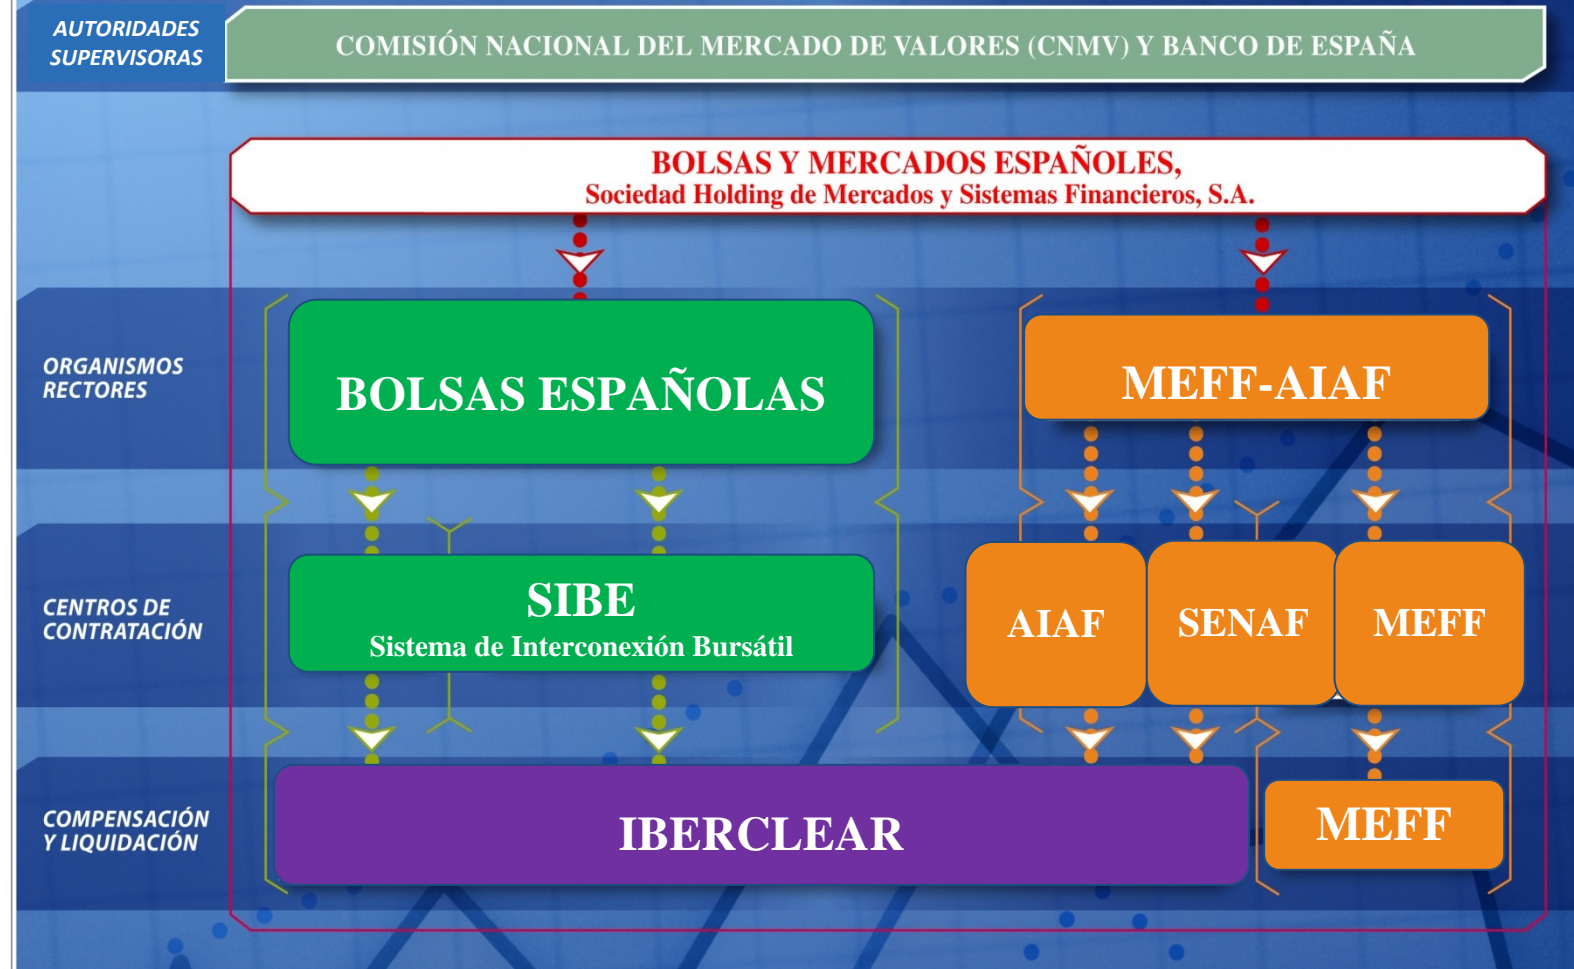 AUTORIDADES
SUPERVISORAS
COMISIÓN NACIONAL DEL MERCADO DE VALORES (CNMV) Y BANCO DE ESPAÑA
BOLSAS Y MERCADOS ESPAÑOLES,
Sociedad Holding de Mercados y Sistemas Financieros, S.A.
ORGANISMOS
RECTORES
BOLSAS ESPAÑOLAS
MEFF-AIAF
CENTROS DE
CONTRATACIÓN
SIBE
Sistema de Interconexión Bursátil
AIAF
SENAF
MEFF
COMPENSACIÓN
Y LIQUIDACIÓN
IBERCLEAR
MEFF